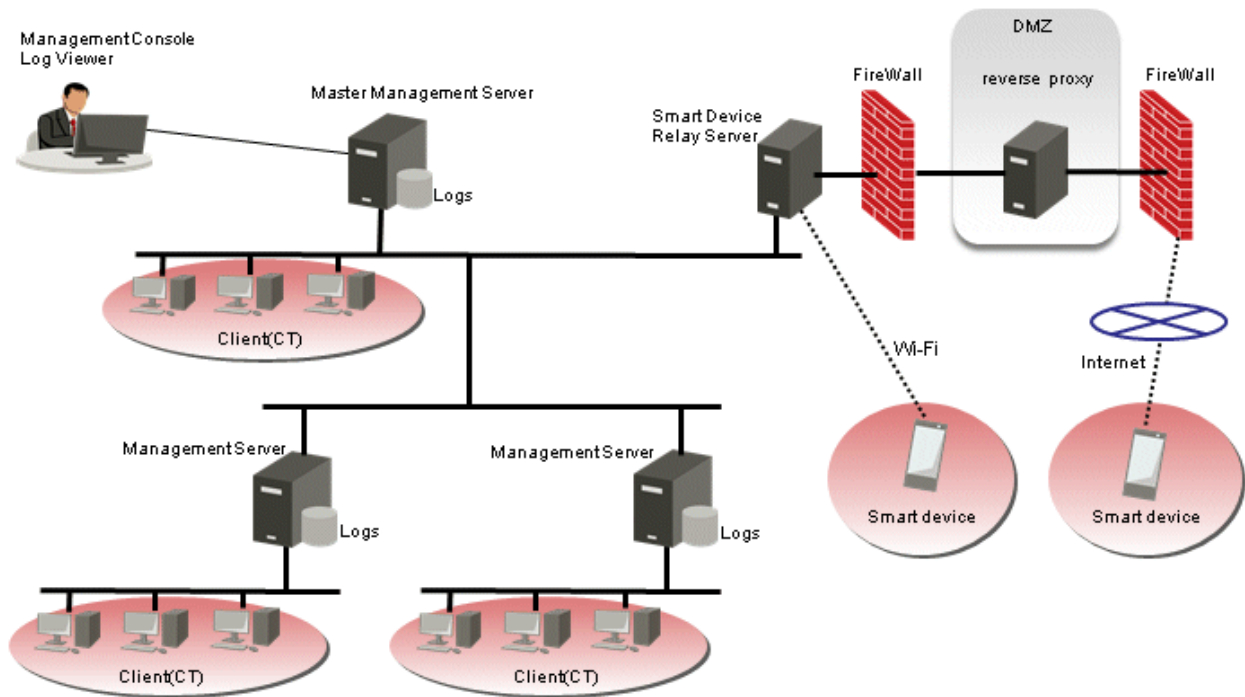 DMZ
Management Console
Log Viewer
FireWall
reverse proxy
FireWall
Master Management Server
Smart Device
Relay Server
Logs
Client(CT)
Wi-Fi
Internet
Management Server
Management Server
Logs
Logs
Smart device
Smart device
Client(CT)
Client(CT)